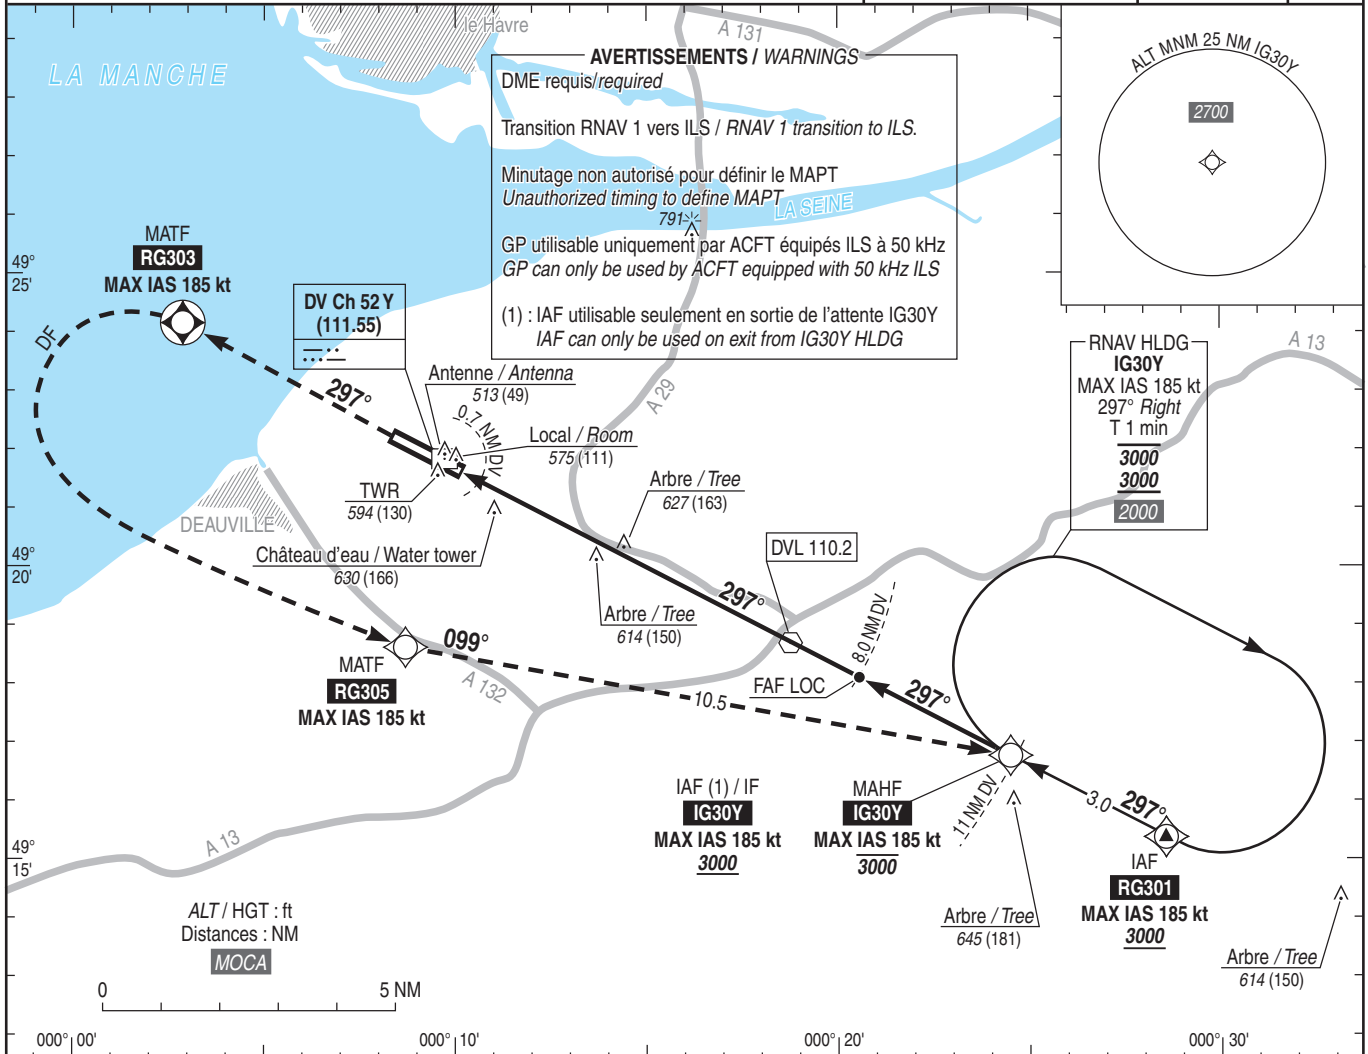 le Havre
A 131
LA MANCHE
AVERTISSEMENTS / WARNINGS
DME requis/required
Transition RNAV 1 vers ILS / RNAV 1 transition to ILS.
Minutage non autorisé pour définir le MAPT
Unauthorized timing to define MAPT
LA SEINE
791
GP utilisable uniquement par ACFT équipés ILS à 50 kHz
GP can only be used by ACFT equipped with 50 kHz ILS
(1) : IAF utilisable seulement en sortie de l'attente IG30Y
IAF can only be used on exit from IG30Y HLDG
ALT MNM 25 NM IG30Y
2700
MATF
RG303
MAX IAS 185 kt
49°
25'
DV Ch 52 Y
(111.55)
DF
297°
Antenne / Antenna
513 (49)
0.7 NM DV
Local / Room
575 (111)
A 29
RNAV HLDG
IG30Y
MAX IAS 185 kt
297° Right
T 1 min
3000
3000
2000
A 13
TWR
594 (130)
Arbre / Tree
627 (163)
DEAUVILLE
Château d'eau / Water tower
630 (166)
49°
20'
DVL 110.2
Arbre / Tree
614 (150)
297°
8.0 NM DV
FAF LOC
297°
099°
MATF
RG305
MAX IAS 185 kt
A 132
10.5
IAF (1) / IF
IG30Y
MAX IAS 185 kt
3000
MAHF
IG30Y
MAX IAS 185 kt
3000
11 NM DV
3.0
297°
IAF
RG301
MAX IAS 185 kt
3000
A 13
49°
15'
Arbre / Tree
645 (181)
Arbre / Tree
614 (150)
ALT / HGT : ft
Distances : NM
MOCA
0
5 NM
000° 00'
000° 10'
000° 20'
000° 30'